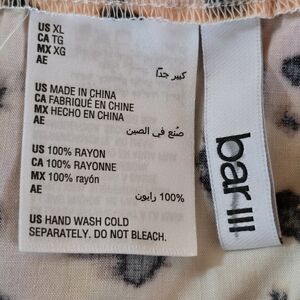 US XL
CA TG
MX XG
AE
كبير جدًا
US MADE IN CHINA
CA FABRIQUÉ EN CHINE
MX HECHO EN CHINA
AE
صُنع في الصين
US 100% RAYON
CA 100% RAYONNE
MX 100% rayón
AE
100% رايون
US HAND WASH COLD
SEPARATELY. DO NOT BLEACH.
bar III